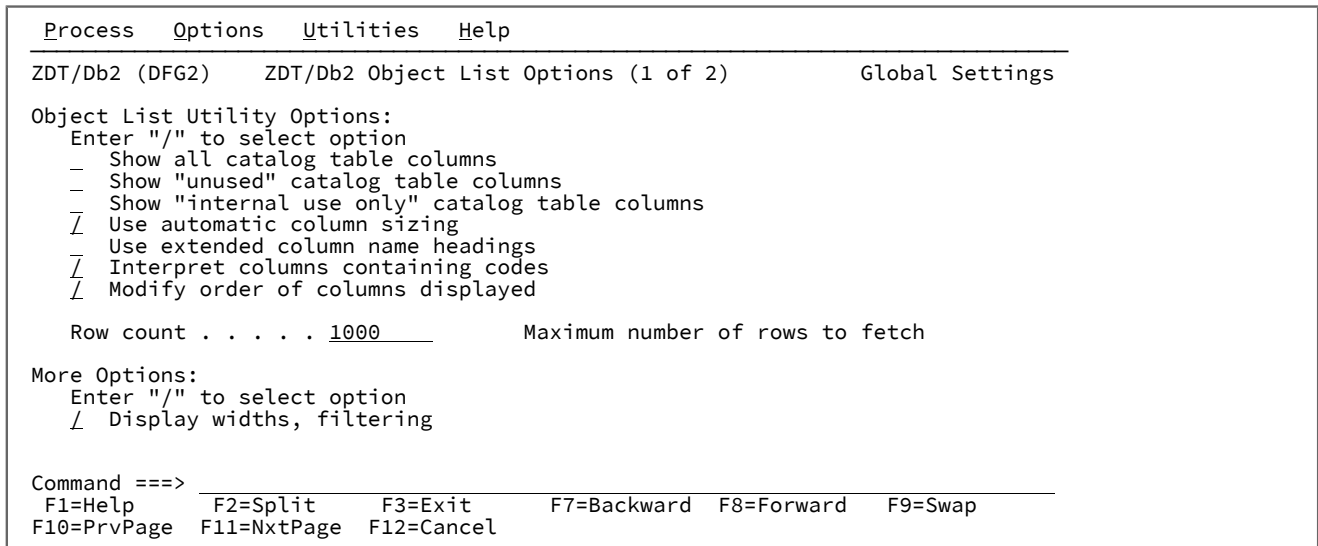 Process   Options   Utilities   Help
ZDT/Db2 (DFG2)    ZDT/Db2 Object List Options (1 of 2)          Global Settings
Object List Utility Options:
Enter "/" to select option
_  Show all catalog table columns
_  Show "unused" catalog table columns
_  Show "internal use only" catalog table columns
/  Use automatic column sizing
_  Use extended column name headings
/  Interpret columns containing codes
/  Modify order of columns displayed
Row count . . . . . 1000       Maximum number of rows to fetch
More Options:
Enter "/" to select option
/  Display widths, filtering
Command ===>
F1=Help      F2=Split     F3=Exit      F7=Backward  F8=Forward   F9=Swap
F10=PrvPage  F11=NxtPage  F12=Cancel